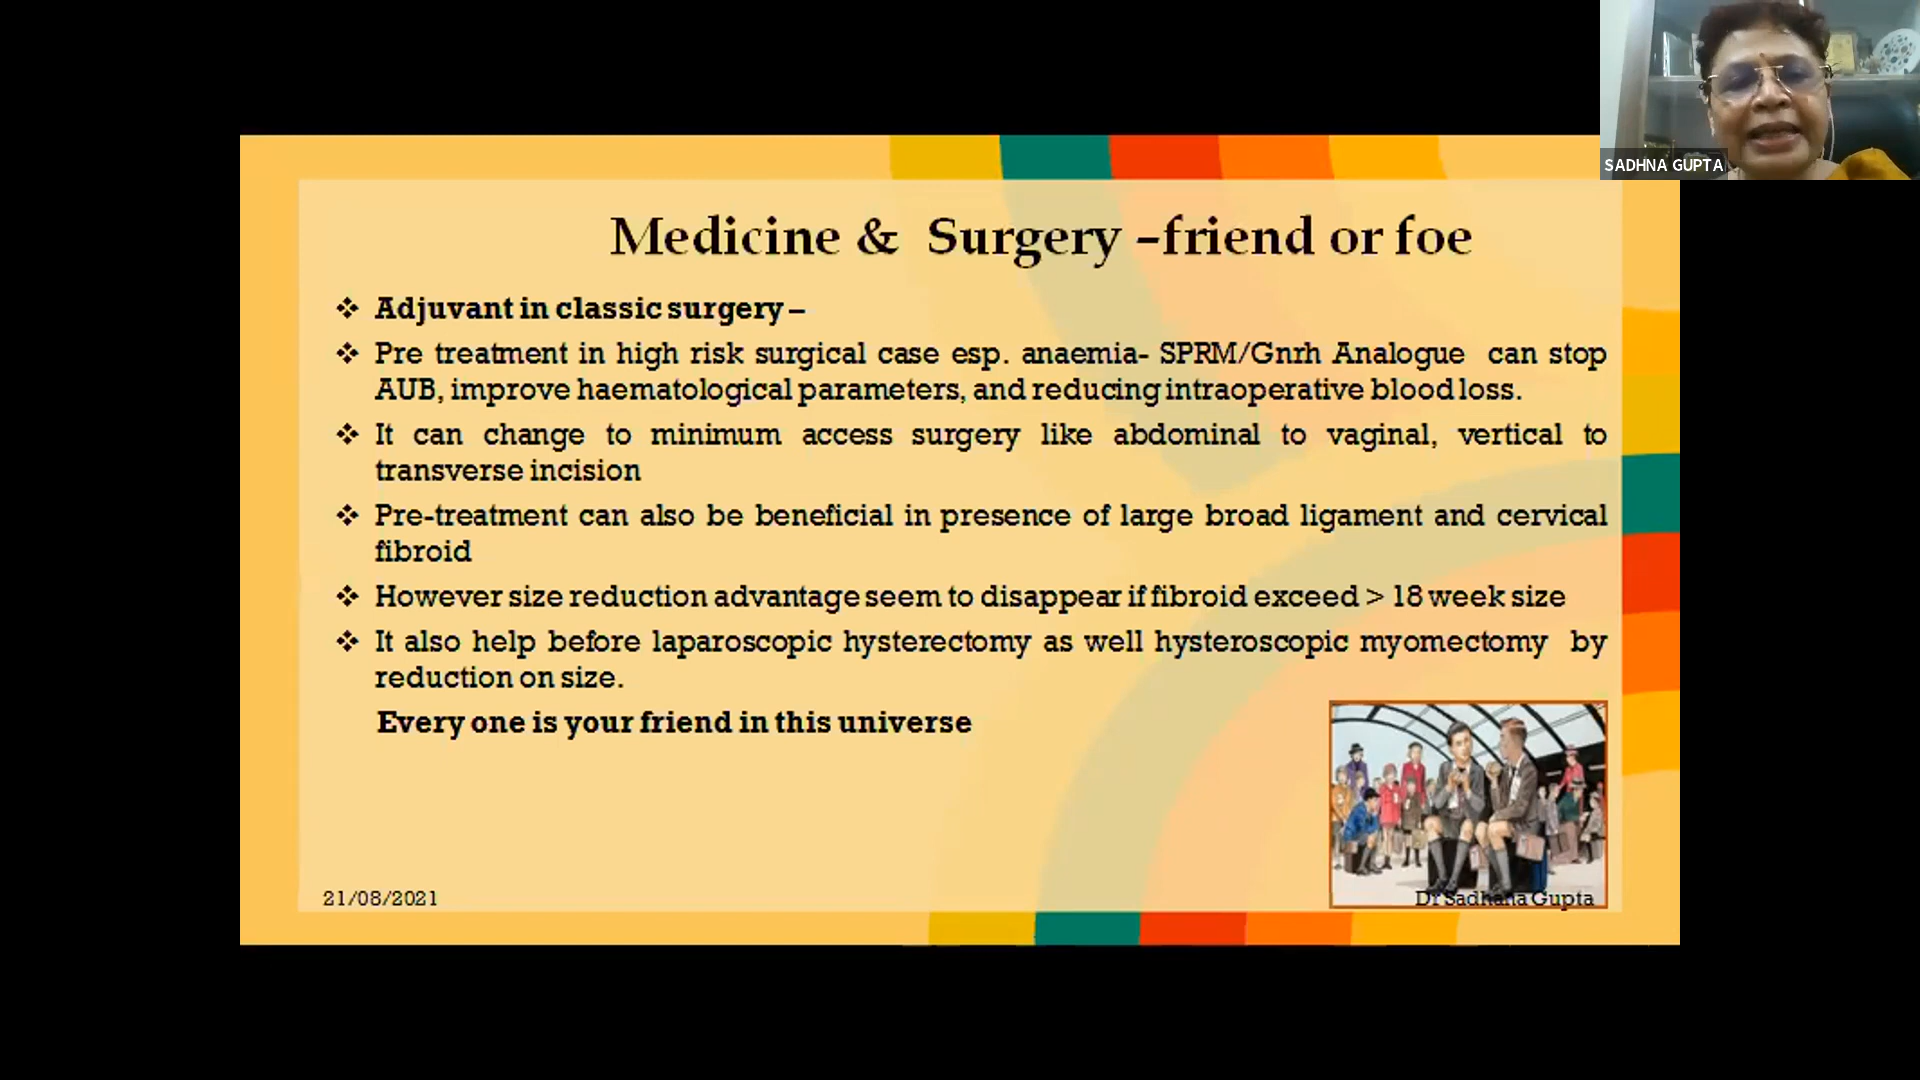 SADHNA GUPTA
Medicine & Surgery –friend or foe
❖ Adjuvant in classic surgery –
❖ Pre treatment in high risk surgical case esp. anaemia- SPRM/Gnrh Analogue can stop
AUB, improve haematological parameters, and reducing intraoperative blood loss.
❖ It can change to minimum access surgery like abdominal to vaginal, vertical to
transverse incision
❖ Pre-treatment can also be beneficial in presence of large broad ligament and cervical
fibroid
❖ However size reduction advantage seem to disappear if fibroid exceed > 18 week size
❖ It also help before laparoscopic hysterectomy as well hysteroscopic myomectomy by
reduction on size.
Every one is your friend in this universe
21/08/2021
Dr Sadhana Gupta